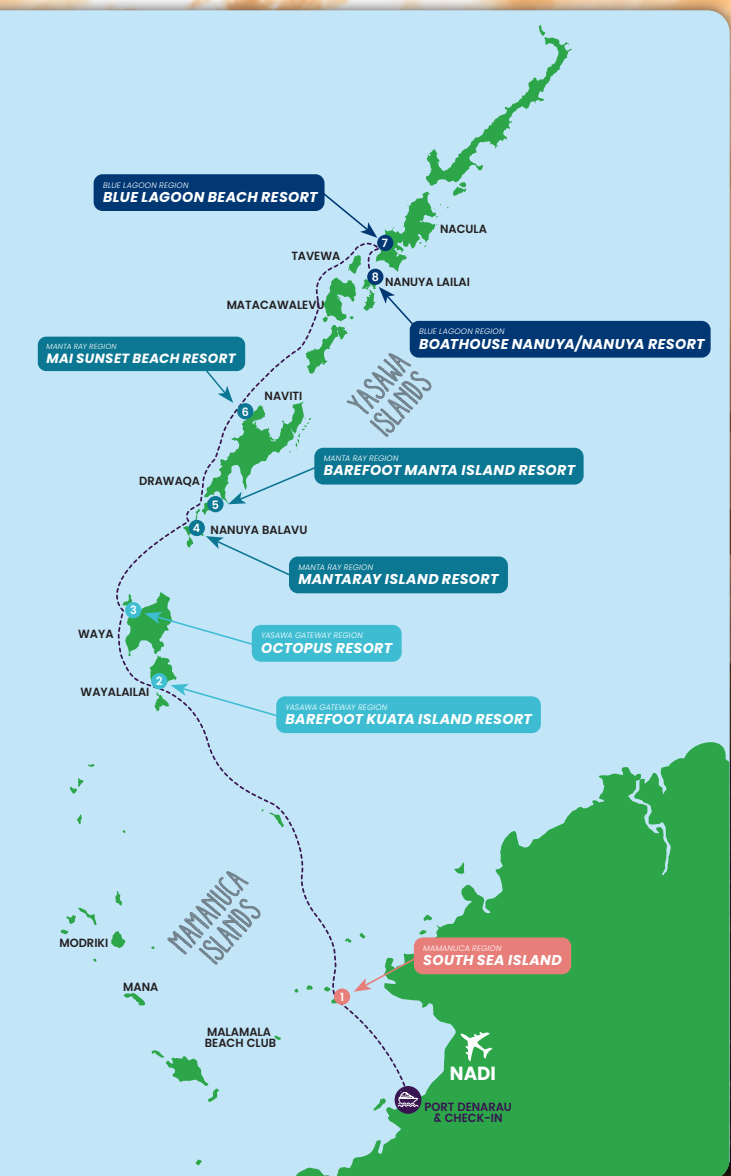 BLUE LAGOON REGION
BLUE LAGOON BEACH RESORT
7
NACULA
TAVEWA
8
NANUYA LAILAI
MATACAWALEVU
BLUE LAGOON REGION
BOATHOUSE NANUYA/NANUYA RESORT
MANTA RAY REGION
MAI SUNSET BEACH RESORT
YASAWA
ISLANDS
NAVITI
6
MANTA RAY REGION
BAREFOOT MANTA ISLAND RESORT
DRAWAQA
5
4
NANUYA BALAVU
MANTA RAY REGION
MANTARAY ISLAND RESORT
3
WAYA
YASAWA GATEWAY REGION
OCTOPUS RESORT
2
WAYALAILAI
YASAWA GATEWAY REGION
BAREFOOT KUATA ISLAND RESORT
MAMANUCA
ISLANDS
MODRIKI
MAMANUCA REGION
SOUTH SEA ISLAND
MANA
1
MALAMALA
BEACH CLUB
NADI
PORT DENARAU
& CHECK-IN